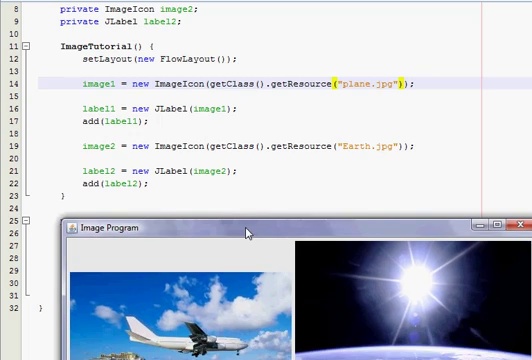 8 private ImageIcon image2;
9 private JLabel label2;
10
11 ImageTutorial() {
12 setLayout(new FlowLayout());
13
14 image1 = new ImageIcon(getClass().getResource("plane.jpg"));
15
16 label1 = new JLabel(image1);
17 add(label1);
18
19 image2 = new ImageIcon(getClass().getResource("Earth.jpg"));
20
21 label2 = new JLabel(image2);
22 add(label2);
23 }
24
25
26 Image Program
27
28
29
30
31
32 }